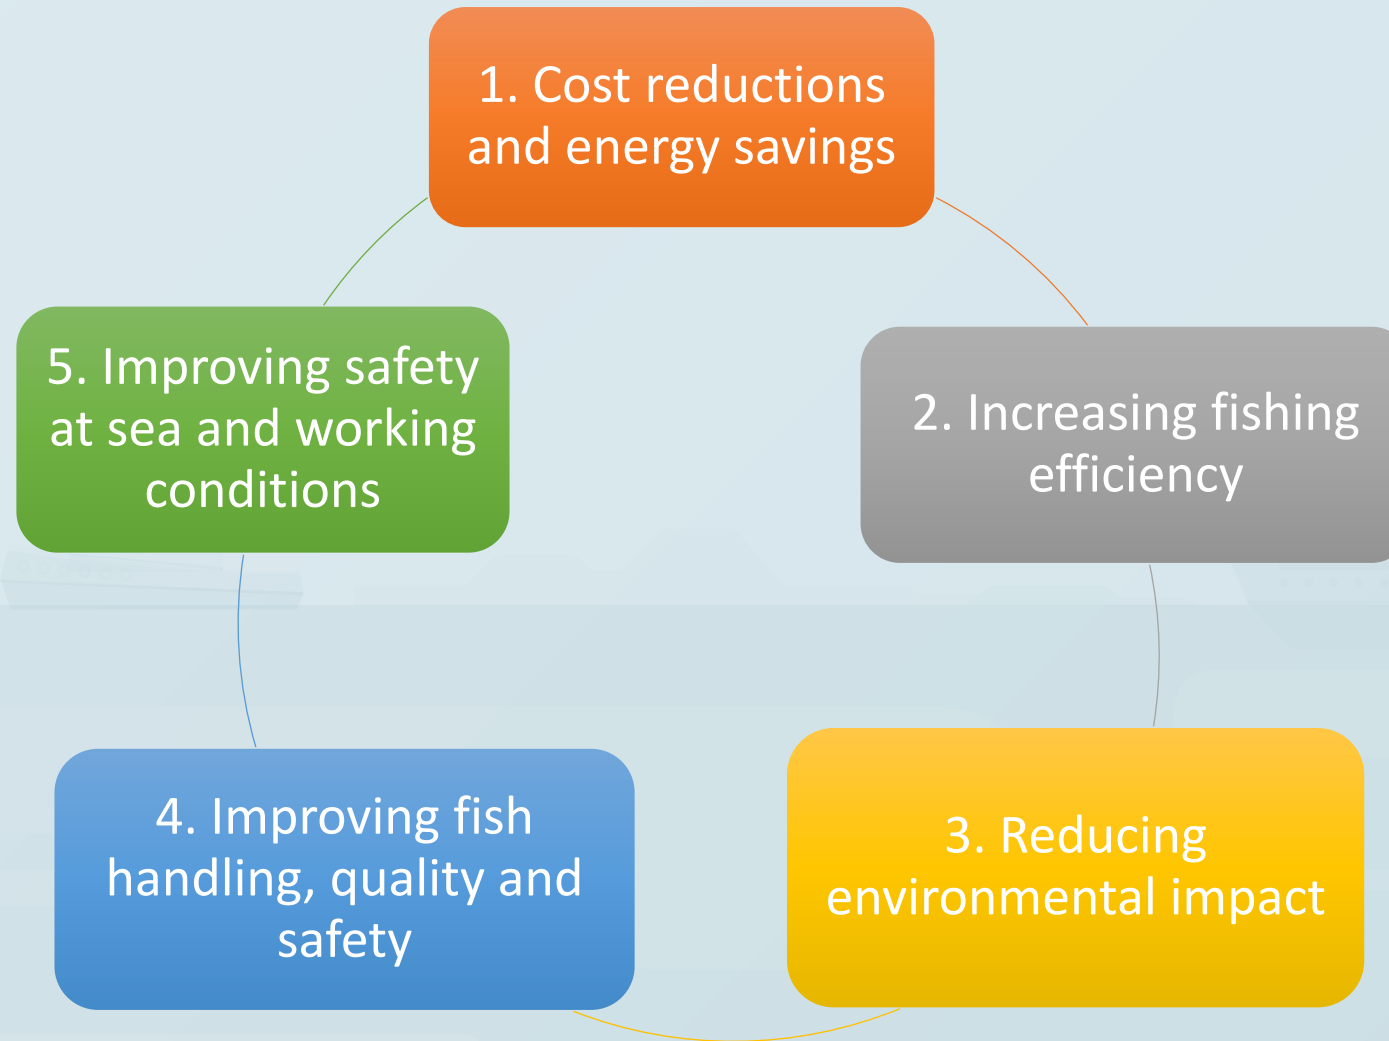 1. Cost reductions
and energy savings
2. Increasing fishing
efficiency
3. Reducing
environmental impact
4. Improving fish
handling, quality and
safety
5. Improving safety
at sea and working
conditions